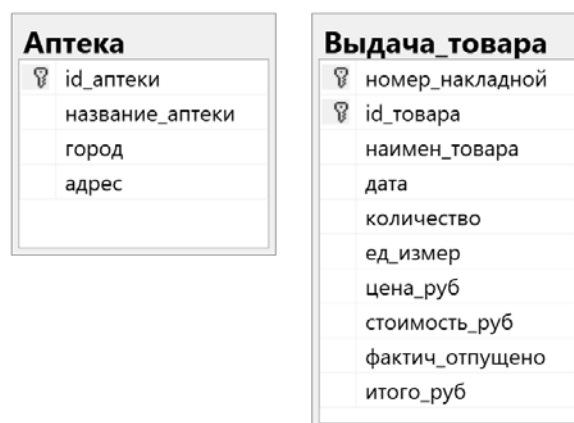 Аптека
id_аптеки
название_аптеки
город
адрес
Выдача_товара
номер_накладной
id_товара
наимен_товара
дата
количество
ед_измер
цена_руб
стоимость_руб
фактич_отпущено
итого_руб